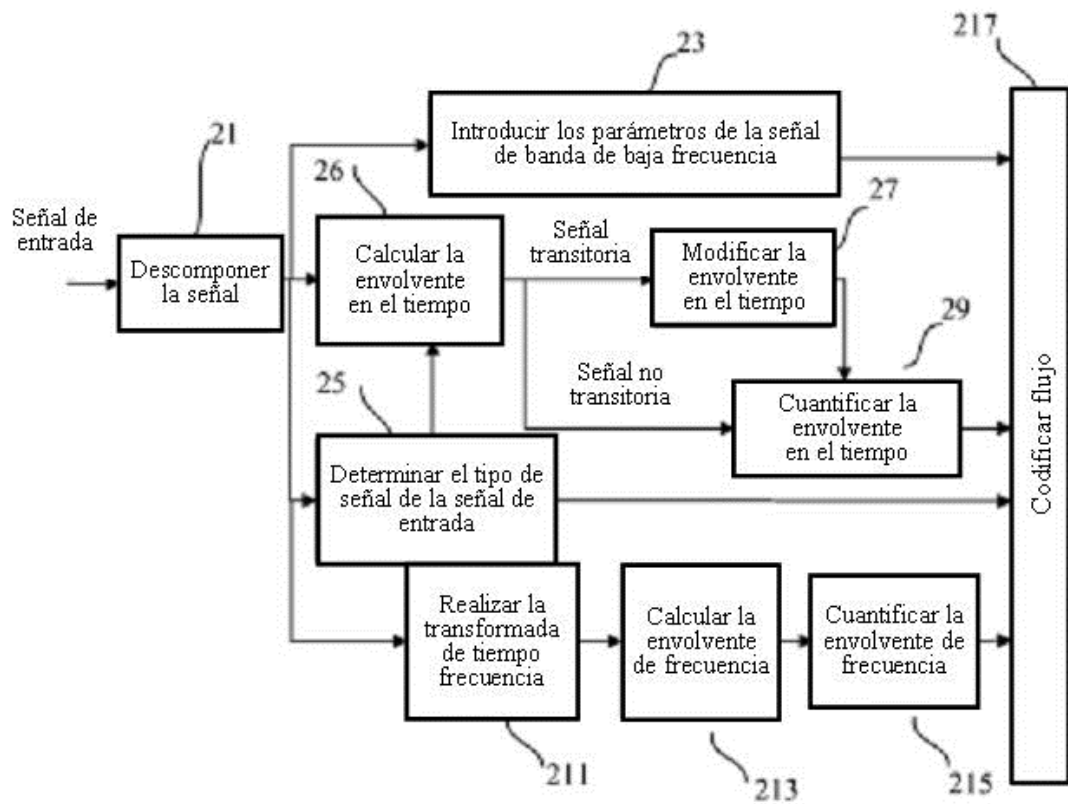 217
23
Introducir los parámetros de la señal
de banda de baja frecuencia
21
26
27
Señal de
entrada
Descomponer
la señal
Calcular la
envolvente
en el tiempo
Señal
transitoria
Modificar la
envolvente
en el tiempo
29
25
Señal no
transitoria
Cuantificar la
envolvente
en el tiempo
Codificar flujo
Determinar el tipo de
señal de la señal de
entrada
Realizar la
transformada
de tiempo
frecuencia
Calcular la
envolvente
de frecuencia
Cuantificar la
envolvente de
frecuencia
211
213
215